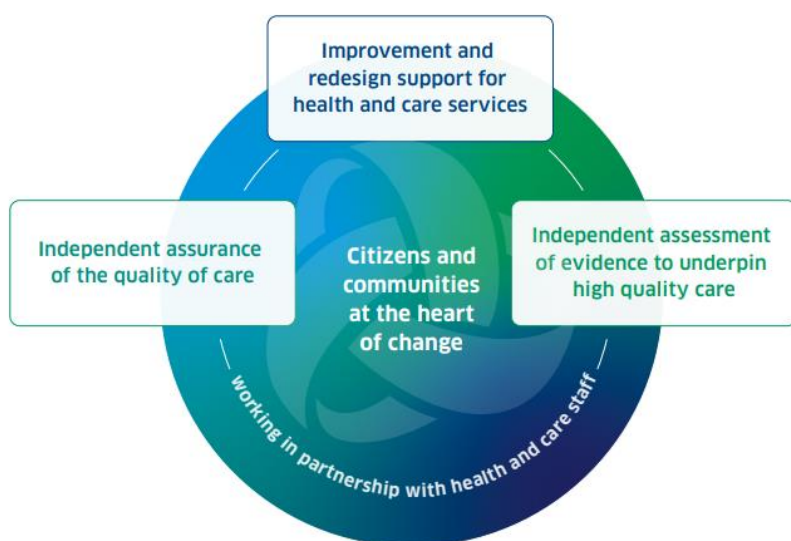 Improvement and
redesign support for
health and care services
Independent assurance
of the quality of care
Citizens and
communities
at the heart
of change
Independent assessment
of evidence to underpin
high quality care
working in partnership with health and care staff